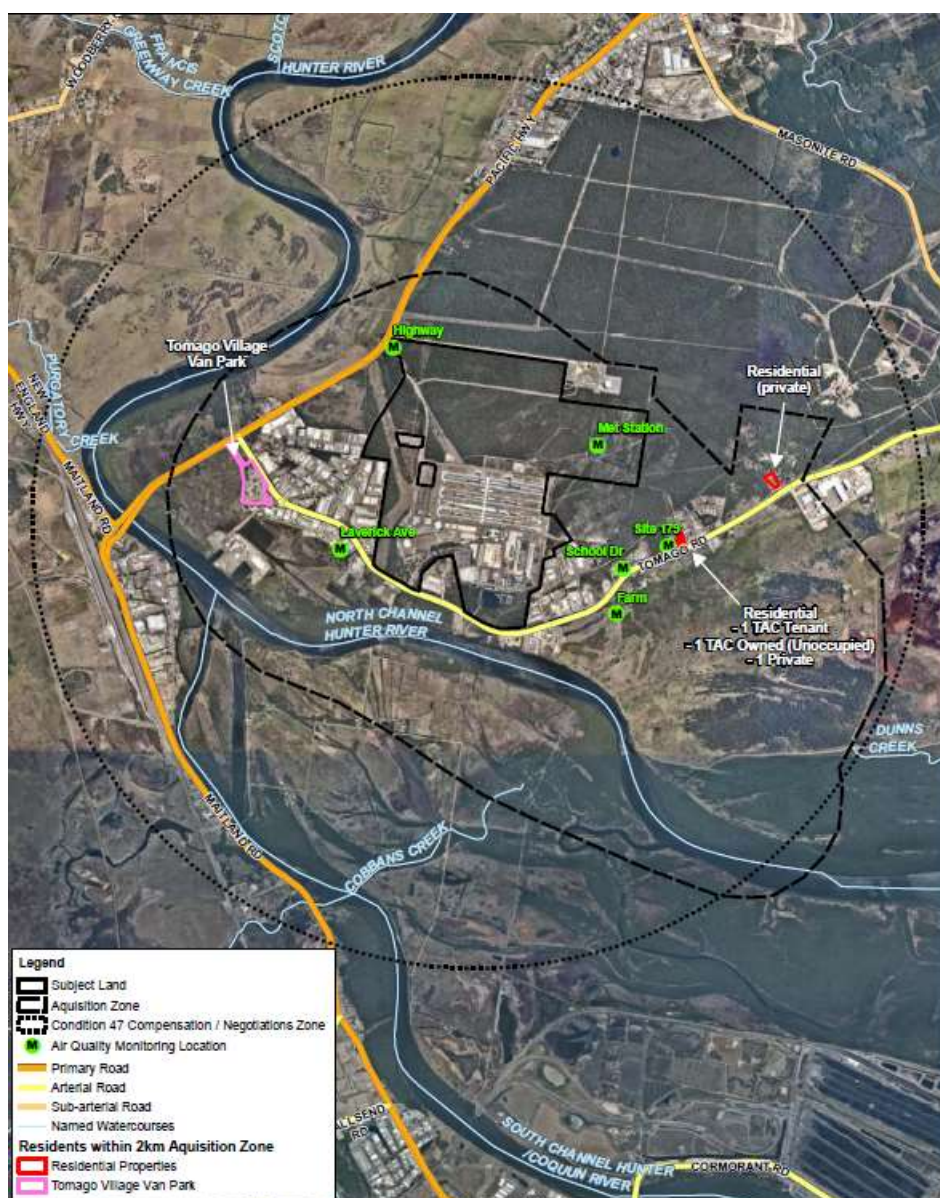 WOODBERRY
FRANCIS
GREENWAY CREEK
HUNTER RIVER
PACIFIC HWY
MASONITE RD
Highway
Tomago Village
Van Park
Residential
(private)
PURGATORY CREEK
NEW
ENGLAND
HWY
MAITLAND RD
Met Station
M
M
Site 173
Laverick Ave
M
School Dr
M
M
TOMAGO RD
Farm
M
NORTH CHANNEL
HUNTER RIVER
Residential
- 1 TAC Tenant
- 1 TAC Owned (Unoccupied)
- 1 Private
DUNNS
CREEK
MAITLAND RD
COBBANS CREEK
Legend
Subject Land
Aquisition Zone
Condition 47 Compensation / Negotiations Zone
M Air Quality Monitoring Location
Primary Road
Arterial Road
Sub-arterial Road
Named Watercourses
Residents within 2km Aquisition Zone
Residential Properties
Tomago Village Van Park
RD
SOUTH CHANNEL HUNTER
/COQUUN RIVER
CORMORANT RD